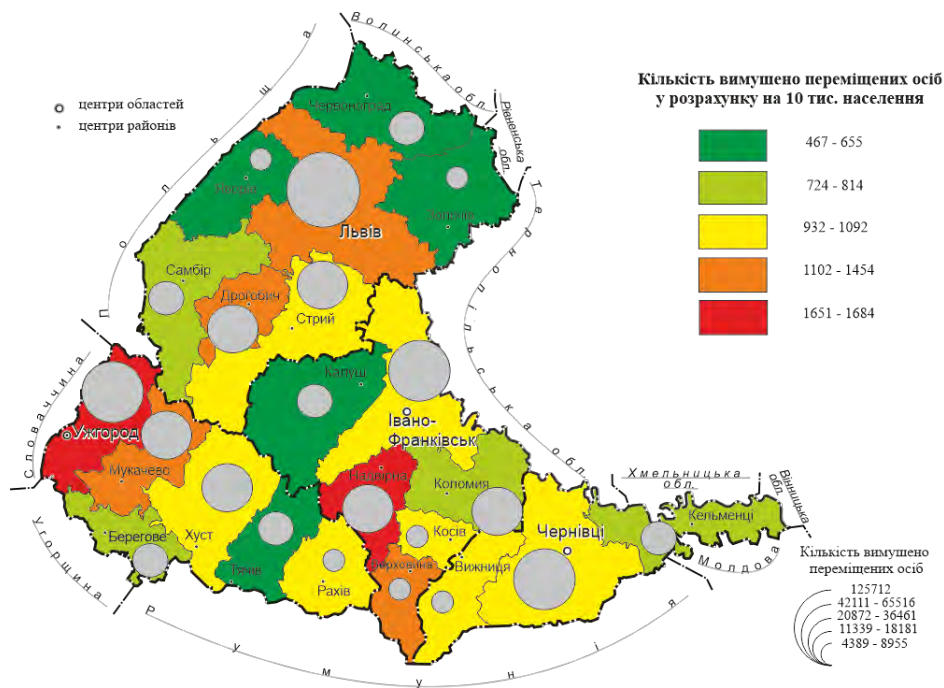 Волинська обл.
Польща
Кількість вимушено переміщених осіб
у розрахунку на 10 тис. населення
центри областей
центри районів
Червоноград
Рівненська
обл.
467 - 655
724 - 814
932 - 1092
1102 - 1454
1651 - 1684
Тернопільська обл.
Львів
Самбір
Дрогобич
Стрий
Словаччина
Калуш
Івано-
Франківськ
Ужгород
Мукачево
Надвірна
Коломия
Хмельницька
обл.
Вінницька
обл.
Кельменці
Берегове
Хуст
Косів
Чернівці
Молдова
Угорщина
Тячів
Рахів
Верховина
Вижниця
Румунія
Кількість вимушено
переміщених осіб
125712
42111 - 65516
20872 - 36461
11339 - 18181
4389 - 8955